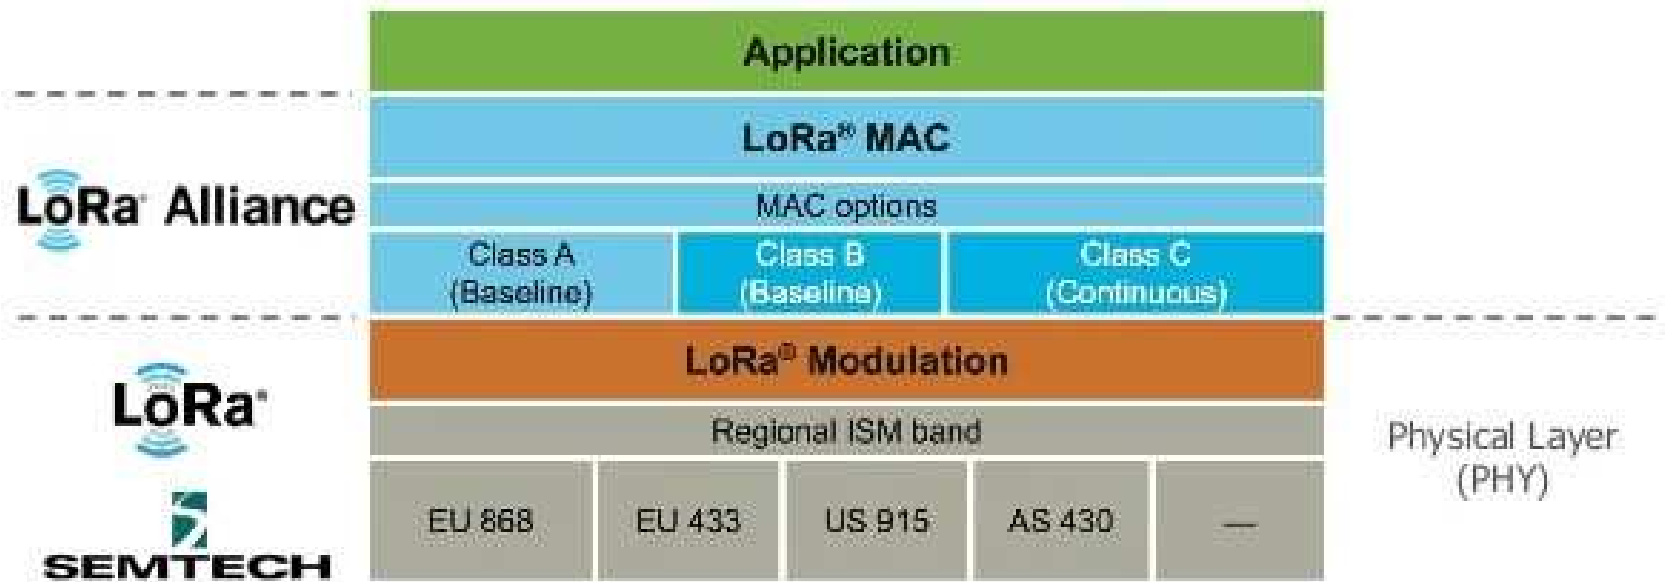 Application
LoRa® MAC
LoRa Alliance
MAC options
Class A
(Baseline)
Class B
(Baseline)
Class C
(Continuous)
LoRa® Modulation
LoRa®
Regional ISM band
Physical Layer
(PHY)
EU 868
EU 433
US 915
AS 430
—
SEMTECH